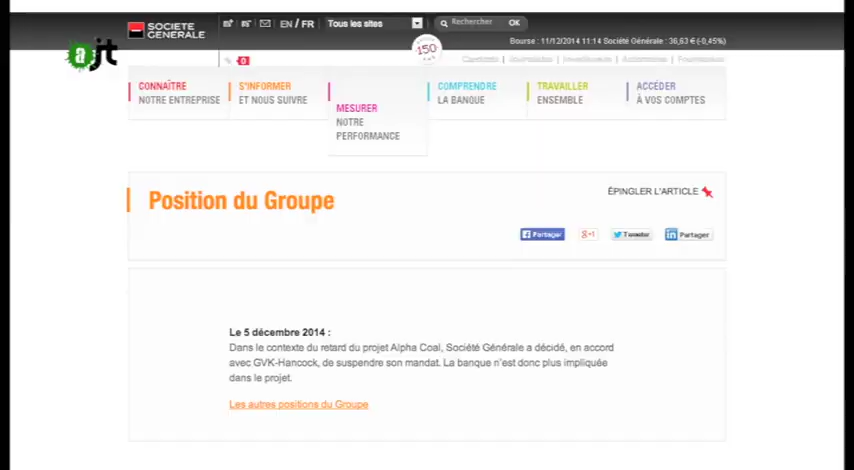 SOCIETE
GENERALE
EN / FR
Tous les sites
Rechercher
OK
Bourse : 11/12/2014 11:14 Société Générale : 36,63 € (-0,45%)
150
ajt
0
CONNAÎTRE
NOTRE ENTREPRISE
S'INFORMER
ET NOUS SUIVRE
MESURER
NOTRE
PERFORMANCE
COMPRENDRE
LA BANQUE
TRAVAILLER
ENSEMBLE
ACCÉDER
À VOS COMPTES
Position du Groupe
ÉPINGLER L'ARTICLE
Partager
g+1
Tweeter
in Partager
Le 5 décembre 2014 :
Dans le contexte du retard du projet Alpha Coal, Société Générale a décidé, en accord
avec GVK-Hancock, de suspendre son mandat. La banque n'est donc plus impliquée
dans le projet.
Les autres positions du Groupe